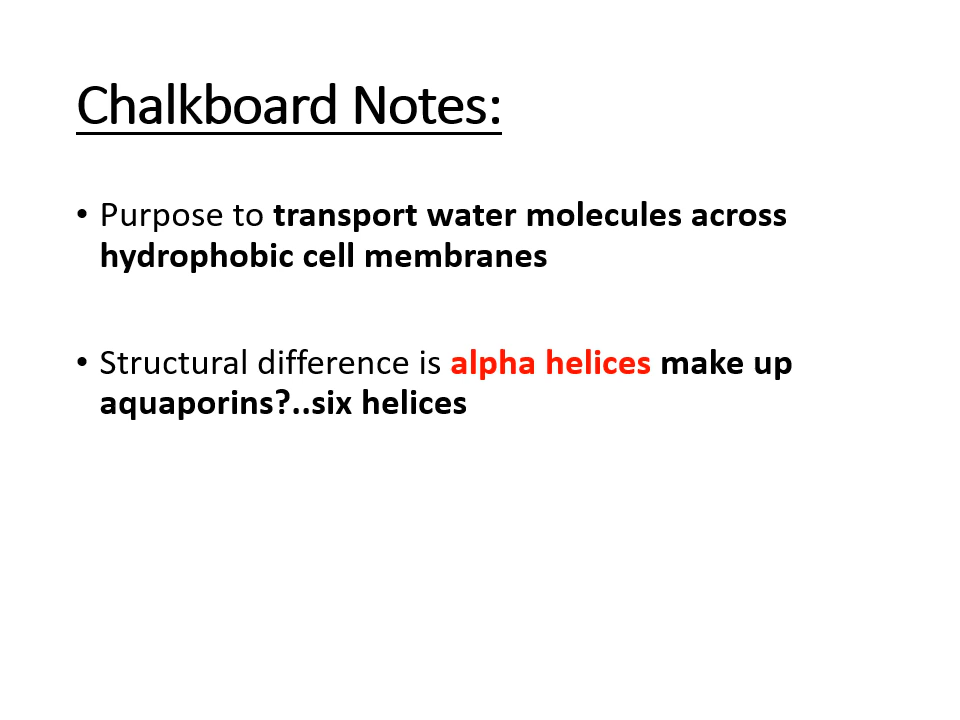 Chalkboard Notes:
• Purpose to transport water molecules across
hydrophobic cell membranes
• Structural difference is alpha helices make up
aquaporins?..six helices